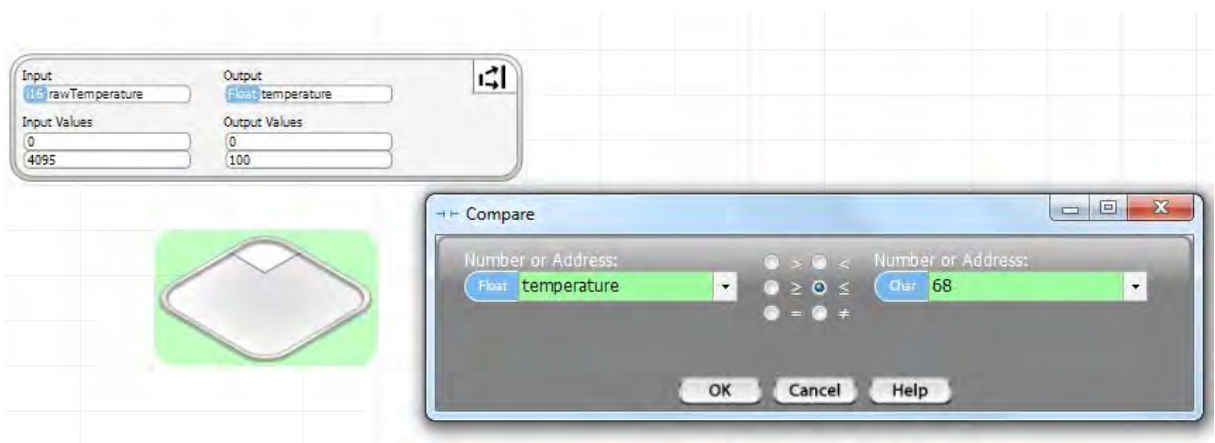 Input Output
i16 rawTemperature Float temperature
Input Values Output Values
0 0
4095 100
Compare
Number or Address: > < Number or Address:
Float temperature ≥ ≤ Char 68
= ≠
OK Cancel Help